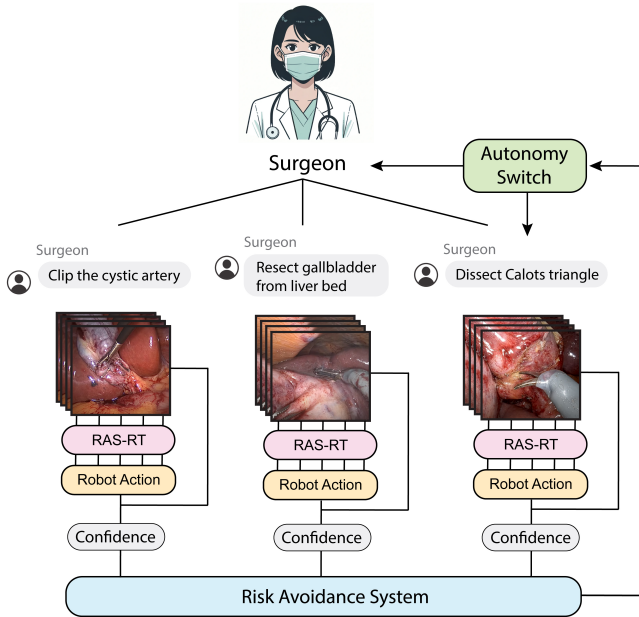 Surgeon
Autonomy
Switch
Surgeon
Clip the cystic artery
Surgeon
Resect gallbladder
from liver bed
Surgeon
Dissect Calots triangle
RAS-RT
RAS-RT
RAS-RT
Robot Action
Robot Action
Robot Action
Confidence
Confidence
Confidence
Risk Avoidance System